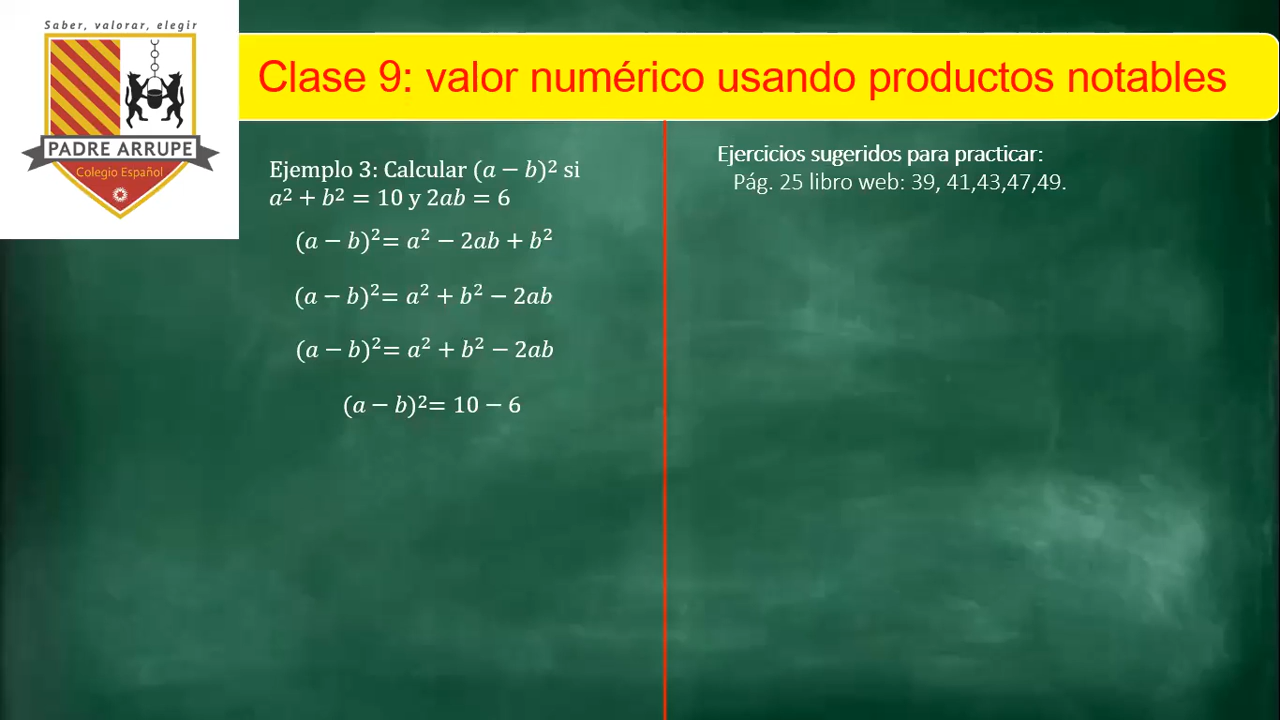 Saber, valorar, elegir
PADRE ARRUPE
Colegio Español
Clase 9: valor numérico usando productos notables
Ejemplo 3: Calcular (a − b)² si
a² + b² = 10 y 2ab = 6
(a − b)²= a² − 2ab + b²
(a − b)²= a² + b² − 2ab
(a − b)²= a² + b² − 2ab
(a − b)²= 10 − 6
Ejercicios sugeridos para practicar:
Pág. 25 libro web: 39, 41,43,47,49.